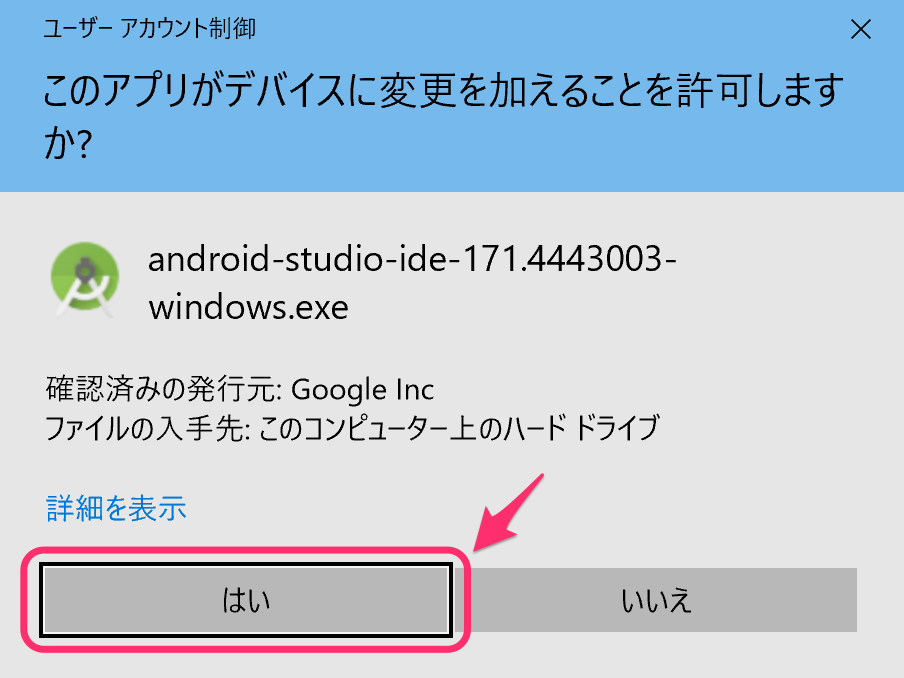 ユーザー アカウント制御
このアプリがデバイスに変更を加えることを許可します
か?
android-studio-ide-171.4443003-
windows.exe
確認済みの発行元: Google Inc
ファイルの入手先: このコンピューター上のハード ドライブ
詳細を表示
はい
いいえ